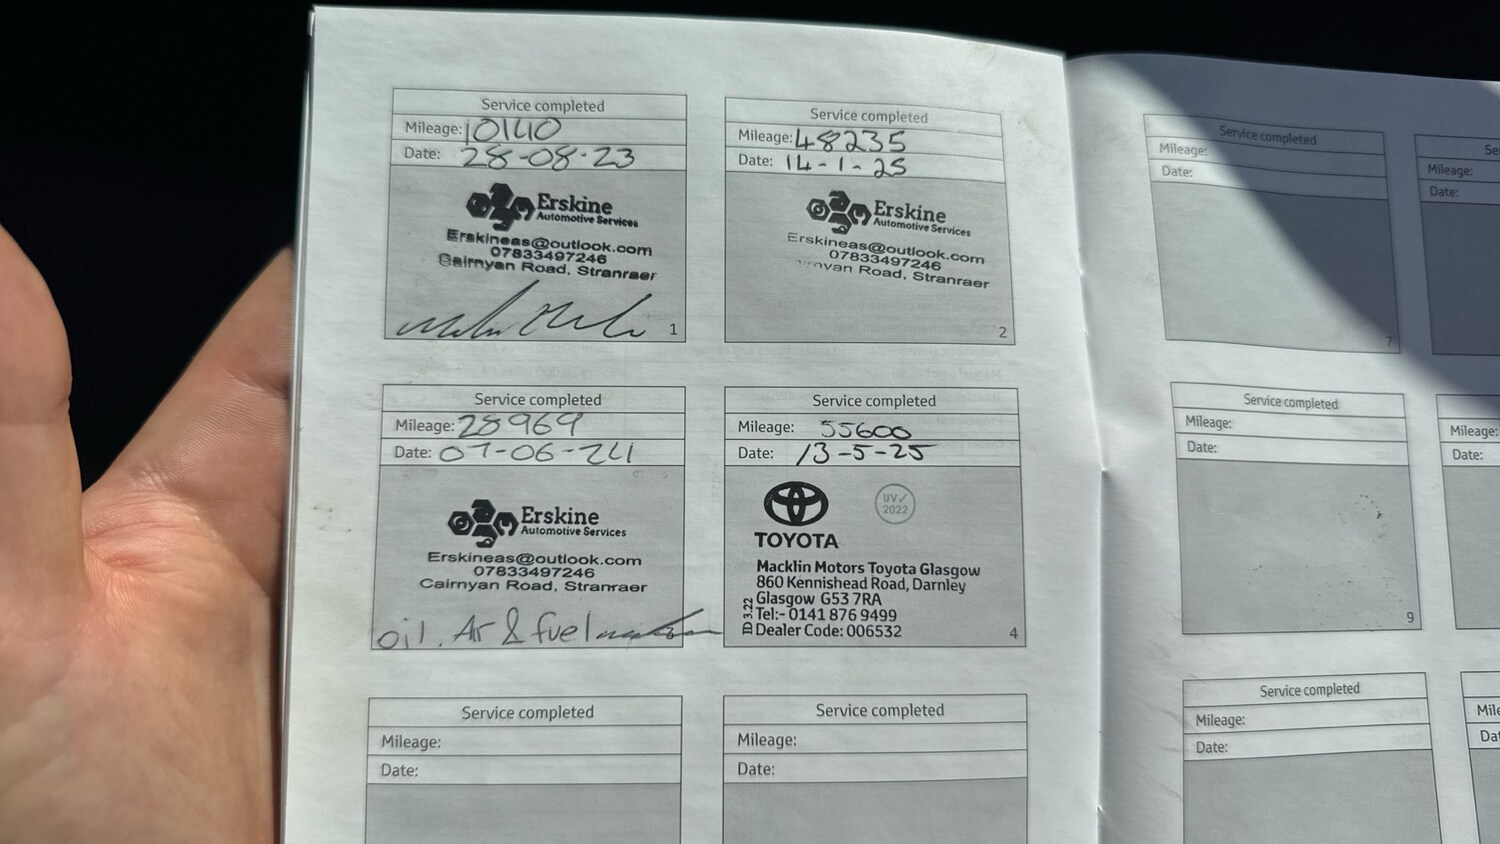 Service completed
Mileage: 10140
Date: 28-08-23
Erskine
Automotive Services
Erskineas@outlook.com
07833497246
Cairnyan Road, Stranraer
1
Service completed
Mileage: 48235
Date: 14-1-25
Erskine
Automotive Services
Erskineas@outlook.com
07833497246
Road, Stranraer
2
Service completed
Mileage: 28969
Date: 07-06-24
Erskine
Automotive Services
Erskineas@outlook.com
07833497246
Cairnyan Road, Stranraer
oil. Air & fuel
Service completed
Mileage: 55600
Date: 13-5-25
UV✓
2022
TOYOTA
Macklin Motors Toyota Glasgow
860 Kennishead Road, Darnley
Glasgow G53 7RA
Tel:- 0141 876 9499
Dealer Code: 006532
ID 3.22
4
Service completed
Mileage:
Date:
Service completed
Mileage:
Date:
Service completed
Mileage:
Date:
7
Mileage:
Date:
Service completed
Mileage:
Date:
9
Mileage:
Date:
Service completed
Mileage:
Date: